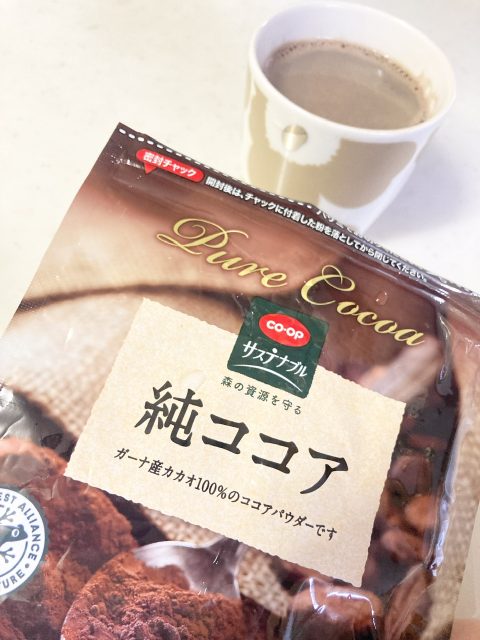 密封チャック
開封後は、チャックに付着した粉を落としてから閉じてください。
Pure Cocoa
CO・OP
サステナブル
森の資源を守る
純ココア
ガーナ産カカオ100%のココアパウダーです
EST ALLIANCE
TURE